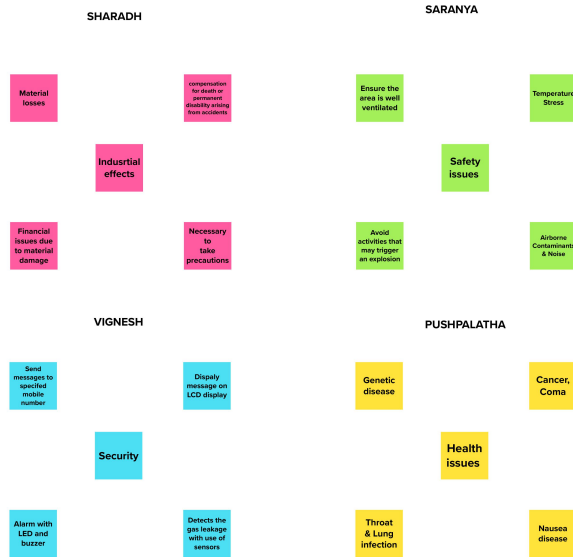 SHARADH
SARANYA
Material
losses
compensation
for death or
permanent
disability arising
from accidents
Indusrtial
effects
Financial
issues due
to material
damage
Necessary
to
take
precautions
Ensure the
area is well
ventilated
Temperature
Stress
Safety
issues
Avoid
activities that
may trigger
an explosion
Airborne
Contaminants
& Noise
VIGNESH
PUSHPALATHA
Send
messages to
specifed
mobile
number
Dispaly
message on
LCD display
Security
Alarm with
LED and
buzzer
Detects the
gas leakage
with use of
sensors
Genetic
disease
Cancer,
Coma
Health
issues
Throat
& Lung
infection
Nausea
disease